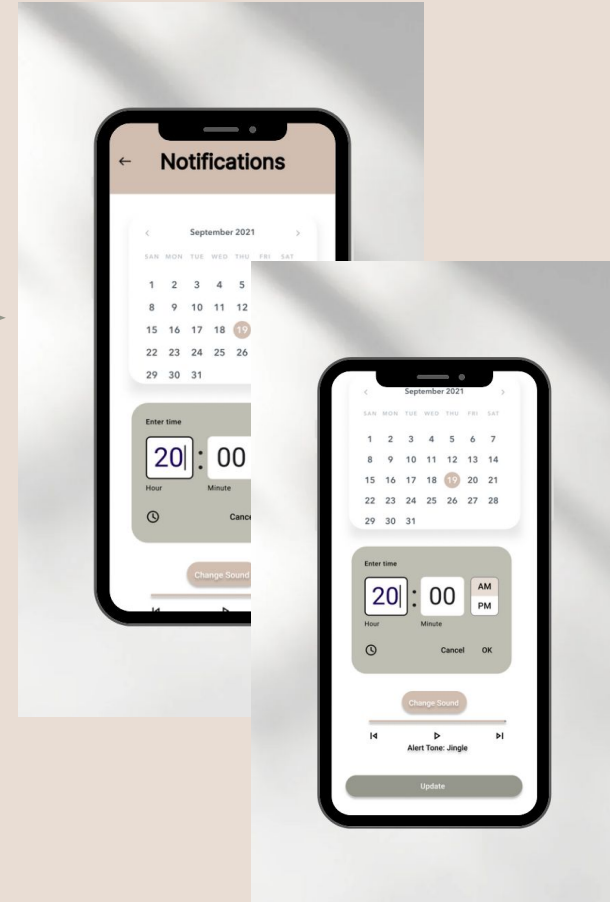 Notifications
September 2021
SAN MON TUE WED THU FRI SAT
1 2 3 4 5
8 9 10 11 12
15 16 17 18 19
22 23 24 25 26
29 30 31
Enter time
20 : 00
Hour Minute
Cance
Change Sound
September 2021
SAN MON TUE WED THU FRI SAT
1 2 3 4 5 6 7
8 9 10 11 12 13 14
15 16 17 18 19 20 21
22 23 24 25 26 27 28
29 30 31
Enter time
20 : 00 AM
PM
Hour Minute
Cancel OK
Change Sound
Alert Tone: Jingle
Update